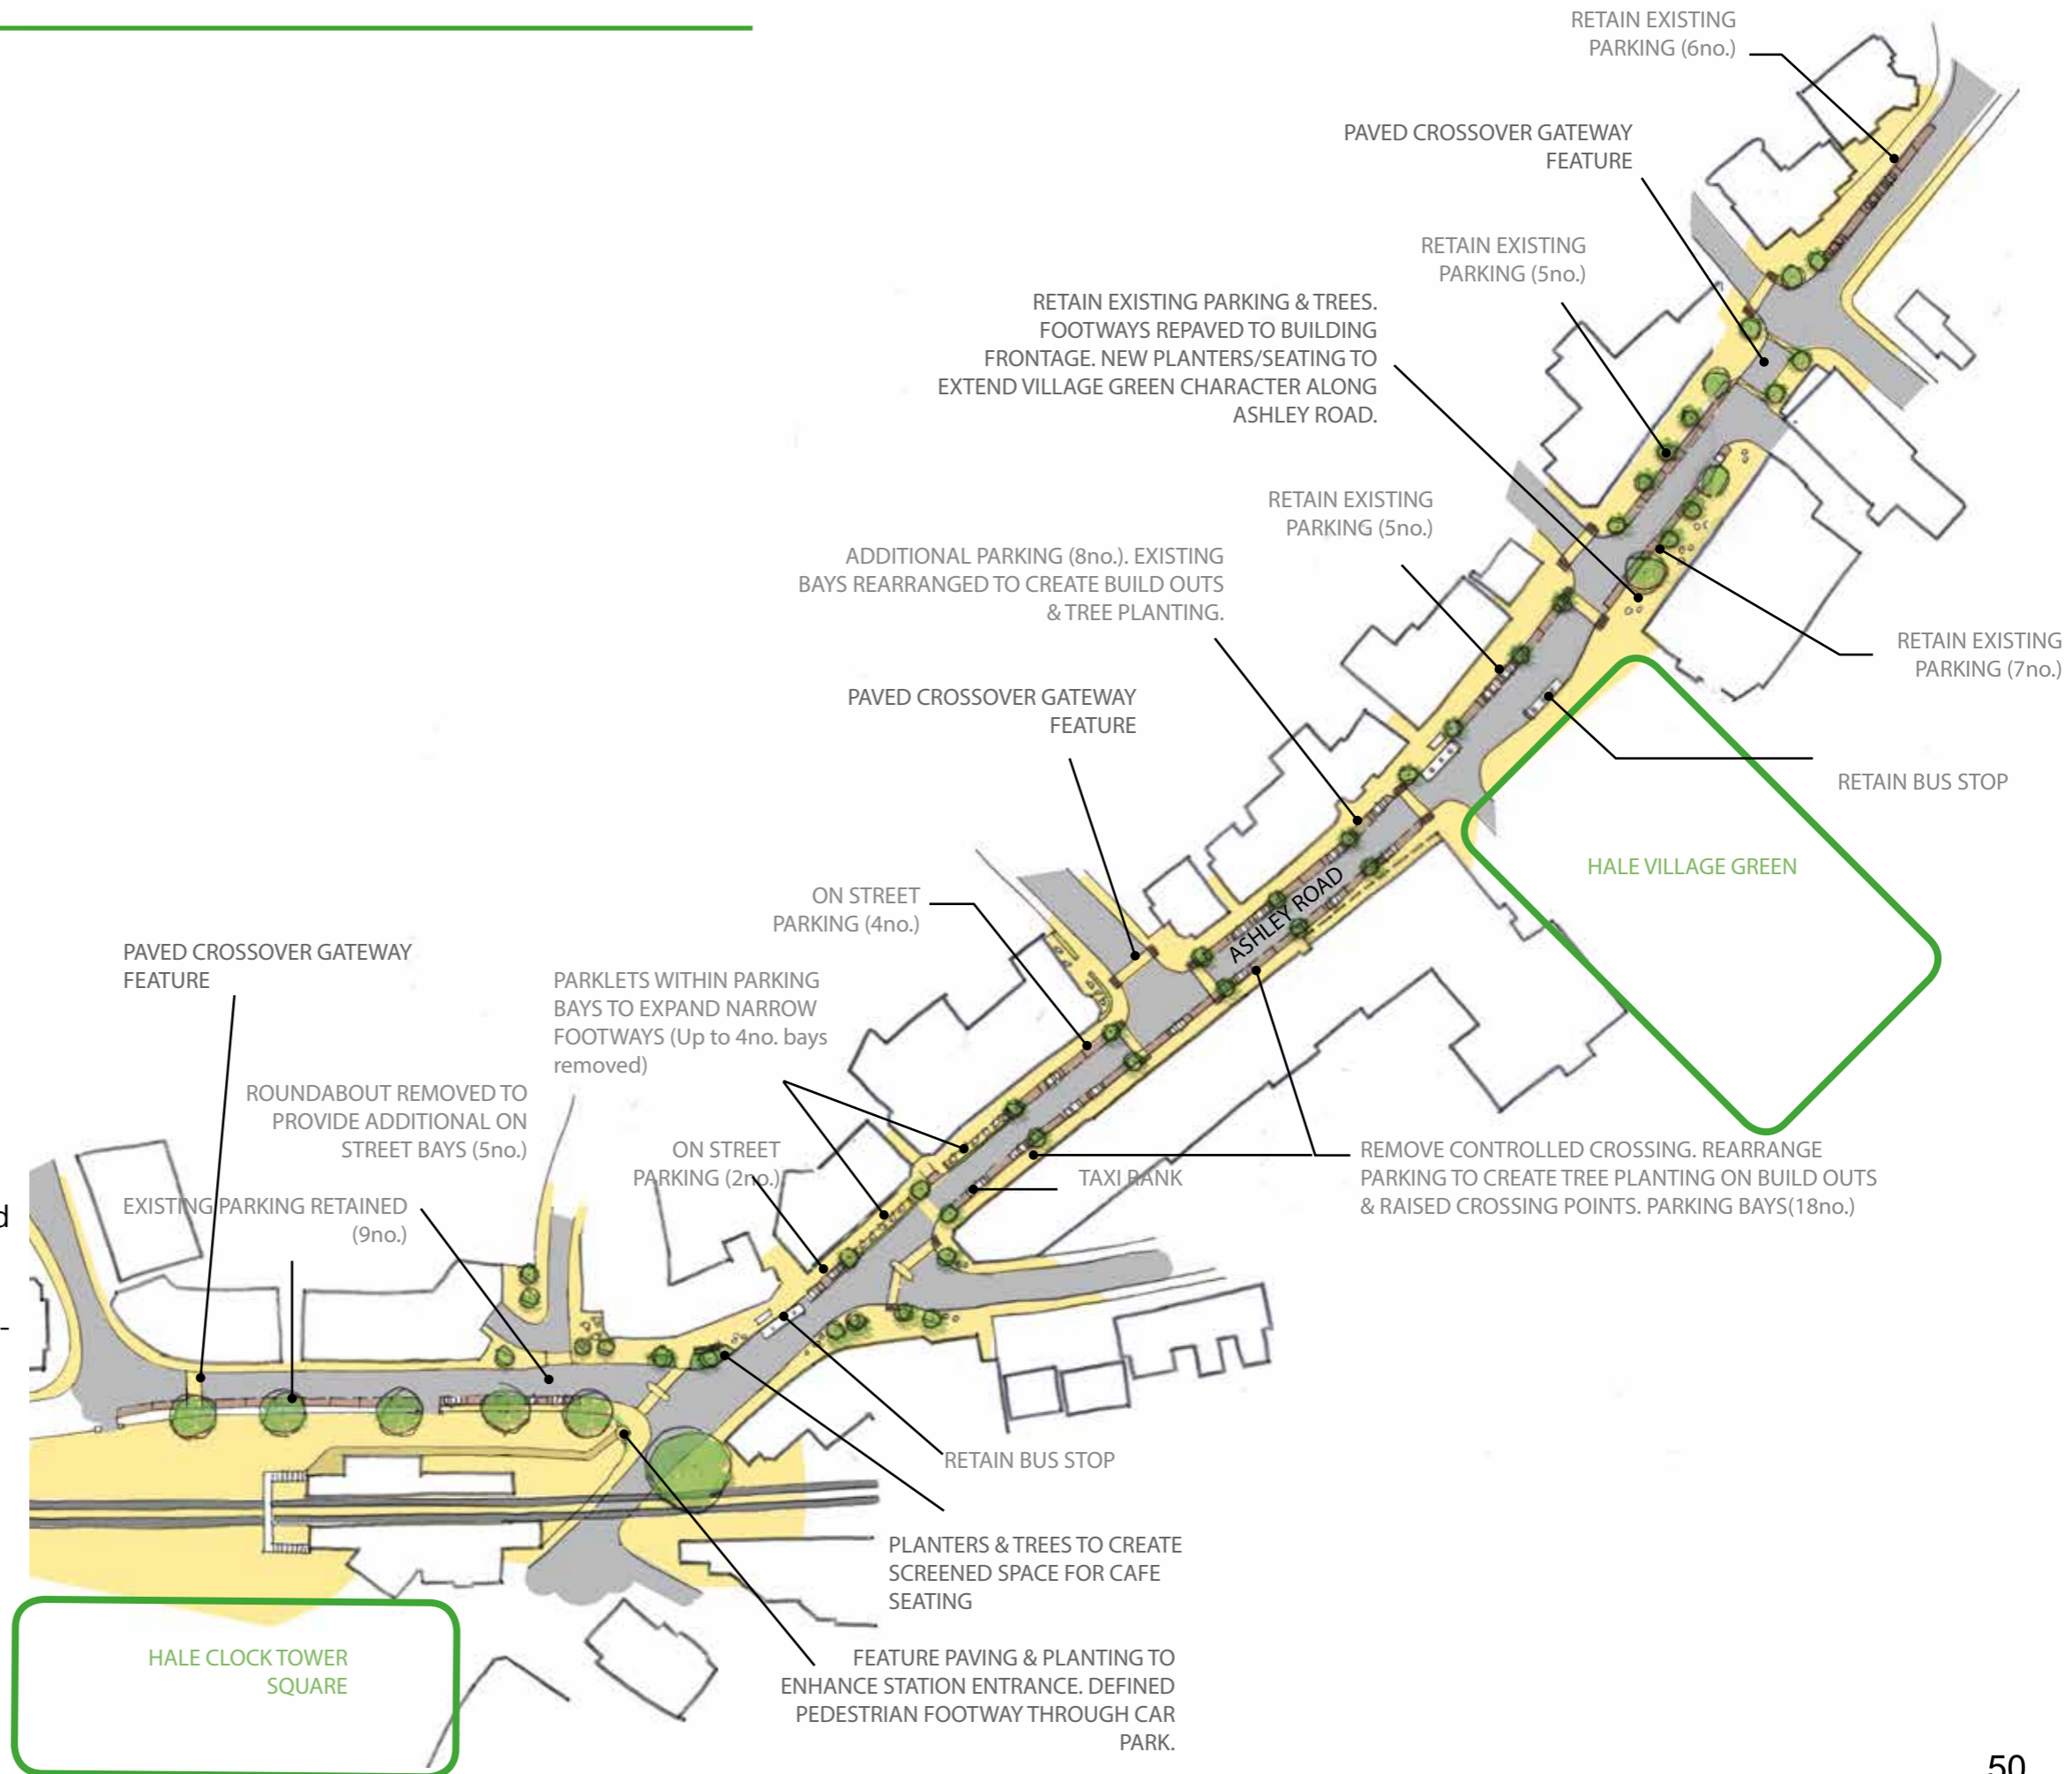 RETAIN EXISTING
PARKING (6no.)
PAVED CROSSOVER GATEWAY
FEATURE
RETAIN EXISTING
PARKING (5no.)
RETAIN EXISTING PARKING & TREES.
FOOTWAYS REPAVED TO BUILDING
FRONTAGE. NEW PLANTERS/SEATING TO
EXTEND VILLAGE GREEN CHARACTER ALONG
ASHLEY ROAD.
RETAIN EXISTING
PARKING (5no.)
ADDITIONAL PARKING (8no.). EXISTING
BAYS REARRANGED TO CREATE BUILD OUTS
& TREE PLANTING.
RETAIN EXISTING
PARKING (7no.)
PAVED CROSSOVER GATEWAY
FEATURE
RETAIN BUS STOP
HALE VILLAGE GREEN
ASHLEY ROAD
ON STREET
PARKING (4no.)
PAVED CROSSOVER GATEWAY
FEATURE
PARKLETS WITHIN PARKING
BAYS TO EXPAND NARROW
FOOTWAYS (Up to 4no. bays
removed)
ROUNDABOUT REMOVED TO
PROVIDE ADDITIONAL ON
STREET BAYS (5no.)
ON STREET
PARKING (2no.)
TAXI RANK
REMOVE CONTROLLED CROSSING. REARRANGE
PARKING TO CREATE TREE PLANTING ON BUILD OUTS
& RAISED CROSSING POINTS. PARKING BAYS(18no.)
EXISTING PARKING RETAINED
(9no.)
d
-
RETAIN BUS STOP
PLANTERS & TREES TO CREATE
SCREENED SPACE FOR CAFE
SEATING
HALE CLOCK TOWER
SQUARE
FEATURE PAVING & PLANTING TO
ENHANCE STATION ENTRANCE. DEFINED
PEDESTRIAN FOOTWAY THROUGH CAR
PARK.
50